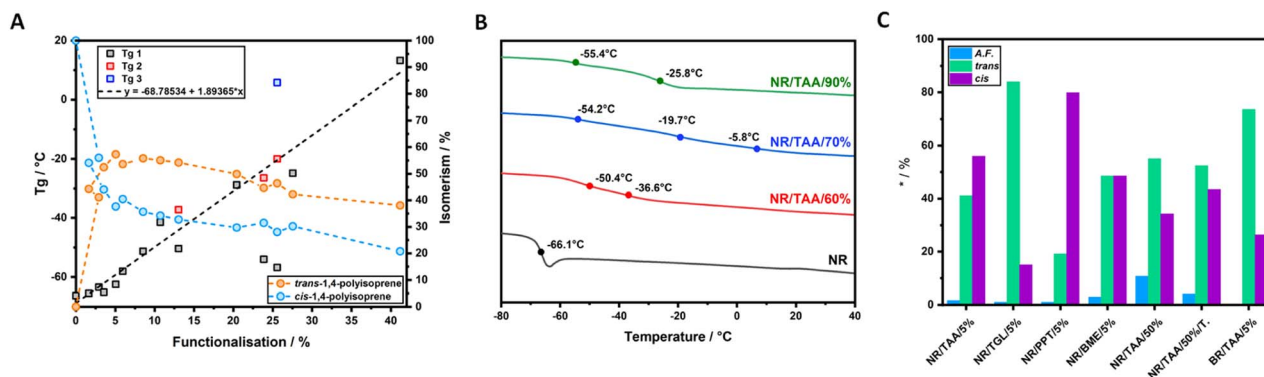 A
20
0
-20
-40
-60
Tg / °C
Tg 1
Tg 2
Tg 3
y = -68.78534 + 1.89365*x
100
90
80
70
60
50
40
30
20
10
0
Isomerism / %
trans-1,4-polyisoprene
cis-1,4-polyisoprene
0 5 10 15 20 25 30 35 40
Functionalisation / %
B
-55.4°C
-25.8°C
NR/TAA/90%
-54.2°C
-19.7°C
-5.8°C
NR/TAA/70%
-50.4°C
-36.6°C
NR/TAA/60%
-66.1°C
NR
-80 -60 -40 -20 0 20 40
Temperature / °C
C
100
80
60
40
20
0
* / %
A.F.
trans
cis
NR/TAA/5%
NR/TGL/5%
NR/PPT/5%
NR/BME/5%
NR/TAA/50%
NR/TAA/50%/T.
BR/TAA/5%